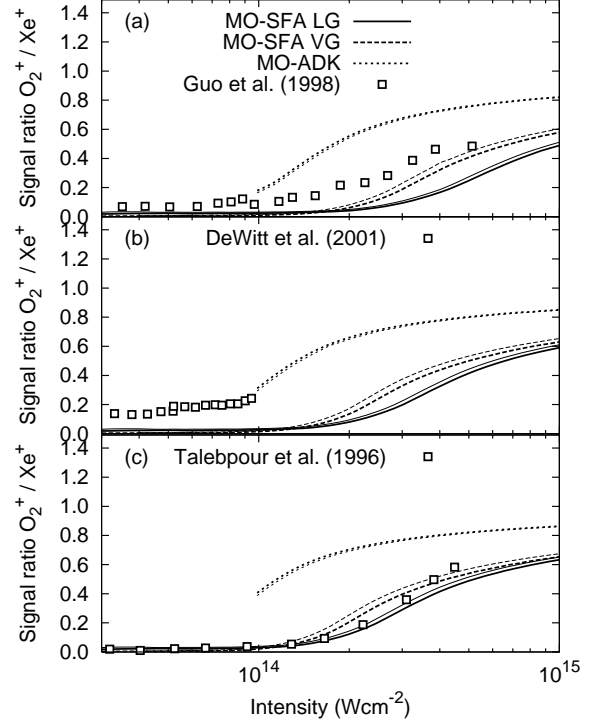 (a) MO-SFA LG
MO-SFA VG
MO-ADK
Guo et al. (1998)
Signal ratio O₂⁺ / Xe⁺
1.4
1.2
1.0
0.8
0.6
0.4
0.2
0.0
(b) DeWitt et al. (2001)
Signal ratio O₂⁺ / Xe⁺
1.4
1.2
1.0
0.8
0.6
0.4
0.2
0.0
(c) Talebpour et al. (1996)
Signal ratio O₂⁺ / Xe⁺
1.4
1.2
1.0
0.8
0.6
0.4
0.2
0.0
10¹⁴ 10¹⁵
Intensity (Wcm⁻²)